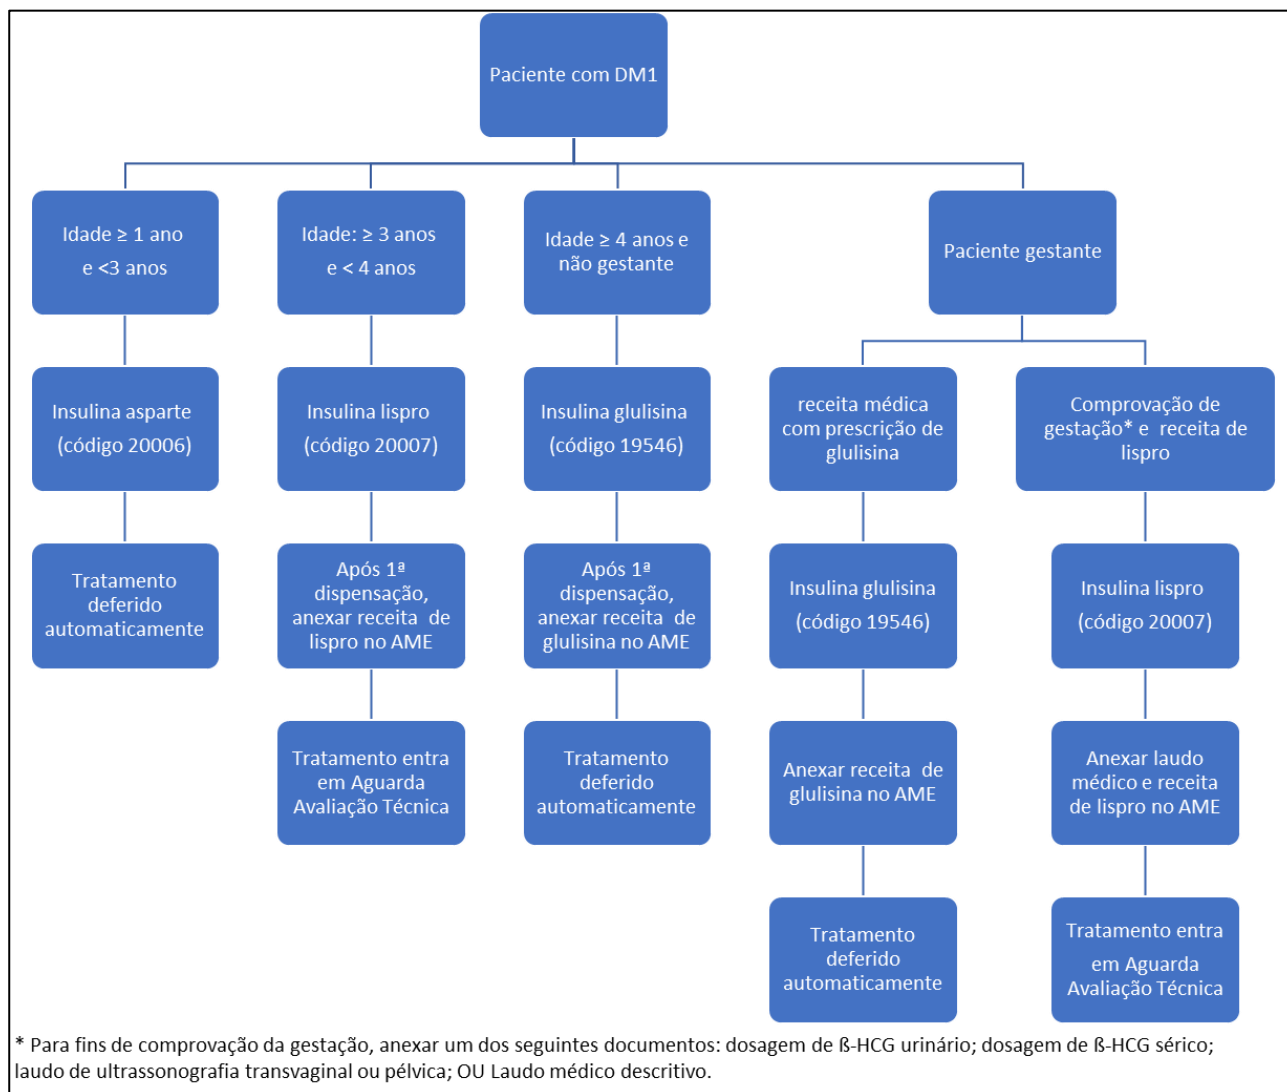 Paciente com DM1
Idade ≥ 1 ano
e <3 anos
Idade: ≥ 3 anos
e < 4 anos
Idade ≥ 4 anos e
não gestante
Paciente gestante
Insulina asparte
(código 20006)
Insulina lispro
(código 20007)
Insulina glulisina
(código 19546)
receita médica
com prescrição de
glulisina
Comprovação de
gestação* e receita de
lispro
Tratamento
deferido
automaticamente
Após 1ª
dispensação,
anexar receita de
lispro no AME
Após 1ª
dispensação,
anexar receita de
glulisina no AME
Insulina glulisina
(código 19546)
Insulina lispro
(código 20007)
Tratamento entra
em Aguarda
Avaliação Técnica
Tratamento
deferido
automaticamente
Anexar receita de
glulisina no AME
Anexar laudo
médico e receita
de lispro no AME
Tratamento
deferido
automaticamente
Tratamento entra
em Aguarda
Avaliação Técnica
* Para fins de comprovação da gestação, anexar um dos seguintes documentos: dosagem de ß-HCG urinário; dosagem de ß-HCG sérico;
laudo de ultrassonografia transvaginal ou pélvica; OU Laudo médico descritivo.